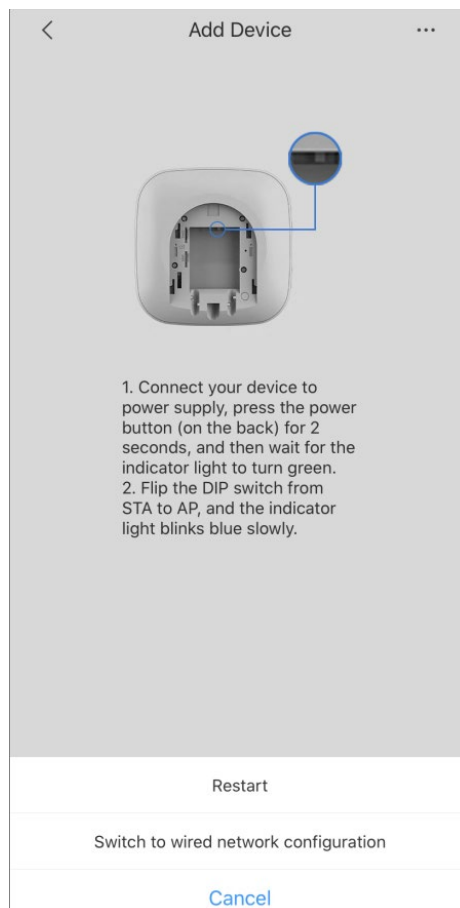 Add Device
1. Connect your device to
power supply, press the power
button (on the back) for 2
seconds, and then wait for the
indicator light to turn green.
2. Flip the DIP switch from
STA to AP, and the indicator
light blinks blue slowly.
Restart
Switch to wired network configuration
Cancel